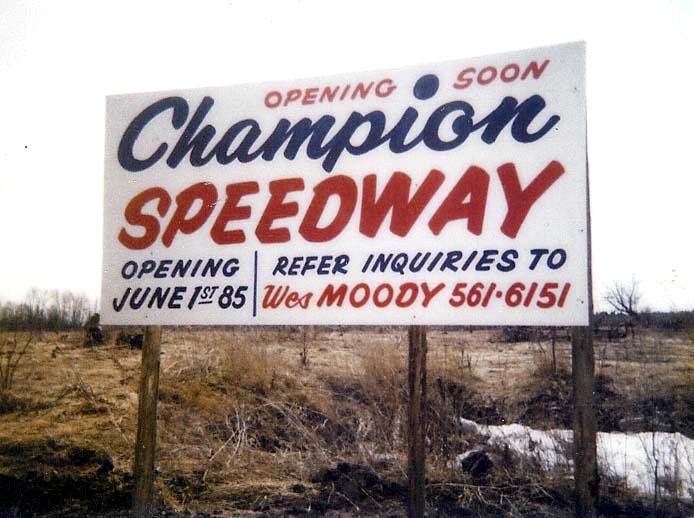 OPENING SOON
Champion
SPEEDWAY
OPENING
JUNE 1ST 85
REFER INQUIRIES TO
Wes MOODY 561·6151